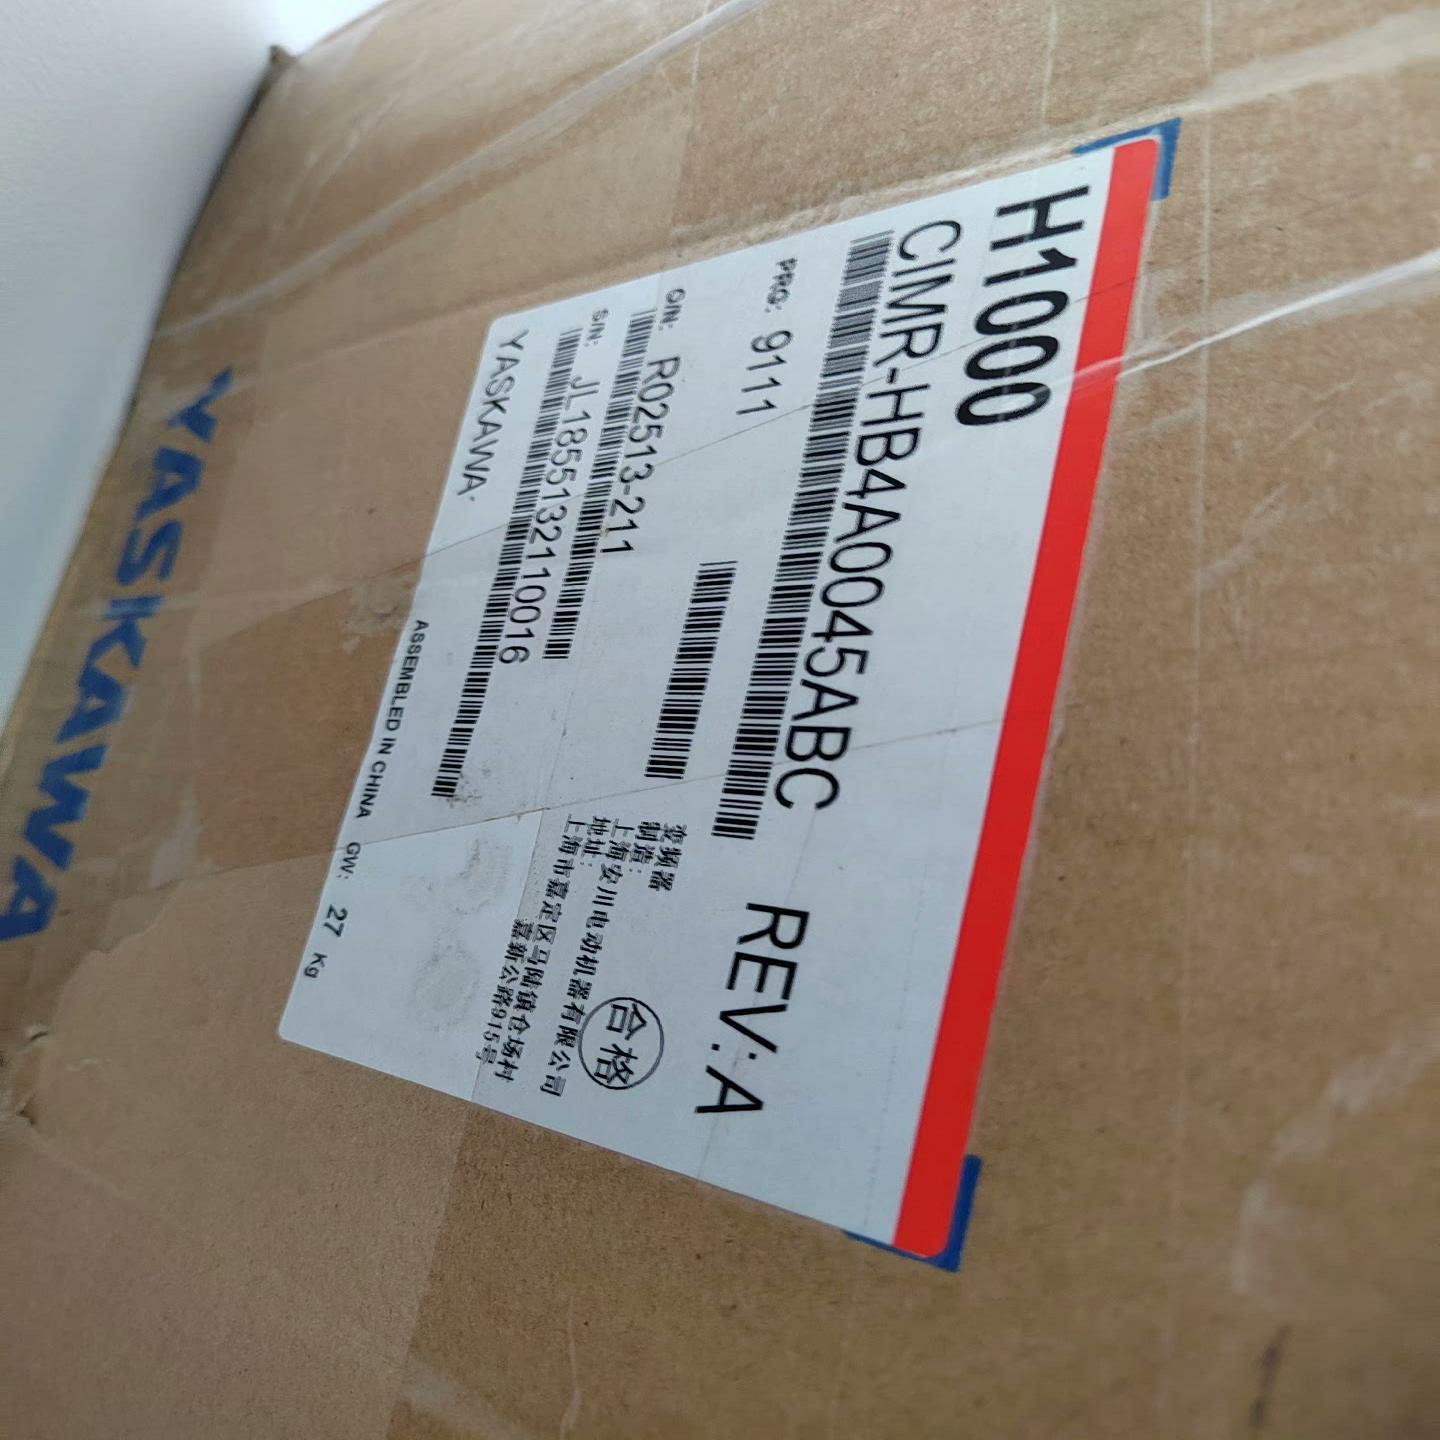 H1000
CIMR-HB4A0045ABC REV:A
PRG: 9111
O/N: R02513-211
S/N: JL1855132110016
YASKAWA
变频器
制造:
上海安川电动机器有限公司
地址:
上海市嘉定区马陆镇仓场村
嘉新公路915号
合格
ASSEMBLED IN CHINA GW: 27 Kg
YASKAWA